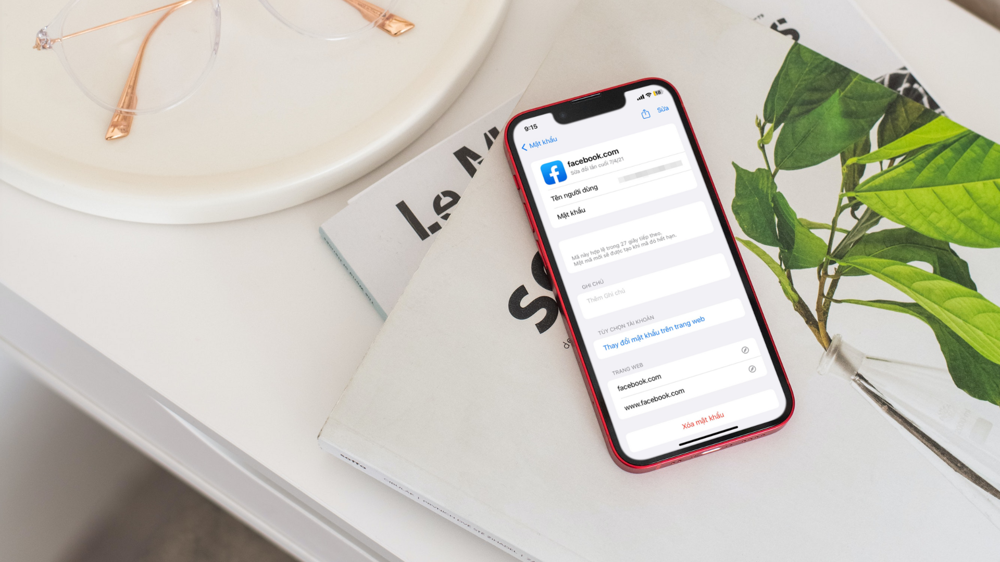 9:15
18
Mật khẩu
Sửa
facebook.com
Sửa đổi lần cuối 7/4/21
Tên người dùng
Mật khẩu
Mã này hợp lệ trong 27 giây tiếp theo.
Một mã mới sẽ được tạo khi mã đó hết hạn.
GHI CHÚ
Thêm Ghi chú
TÙY CHỌN TÀI KHOẢN
Thay đổi mật khẩu trên trang web
TRANG WEB
facebook.com
www.facebook.com
Xóa mật khẩu
Le M
so
de
soffa